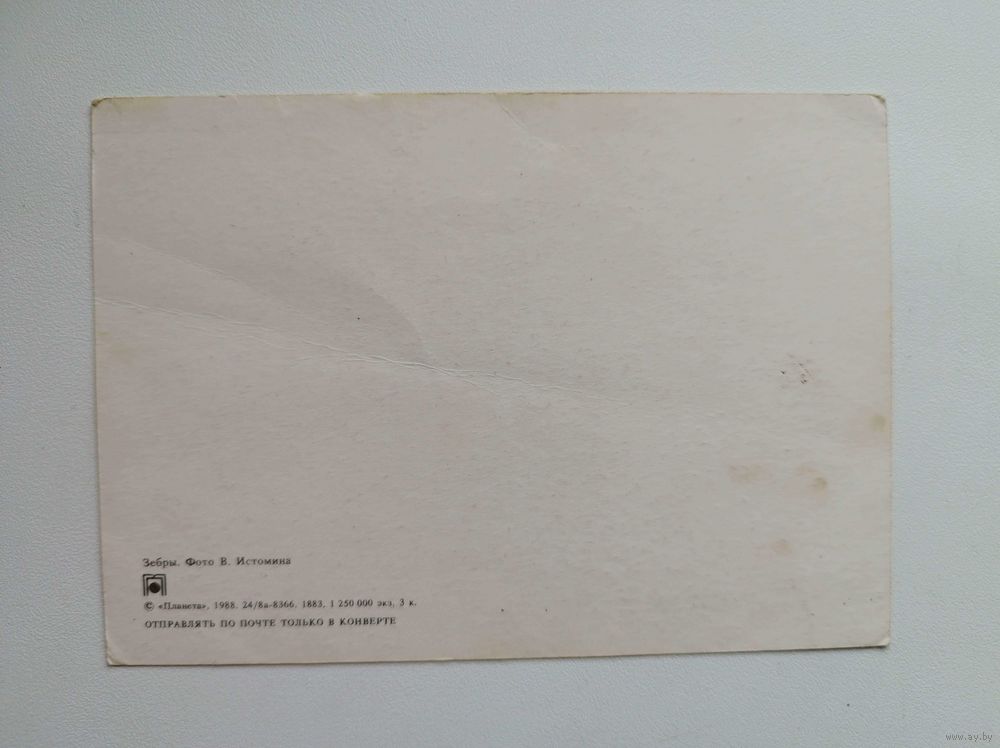 Зебры. Фото В. Истомина
© «Планета», 1988. 24/8а-8366. 1883. 1 250 000 экз. 3 к.
ОТПРАВЛЯТЬ ПО ПОЧТЕ ТОЛЬКО В КОНВЕРТЕ
www.ay.by